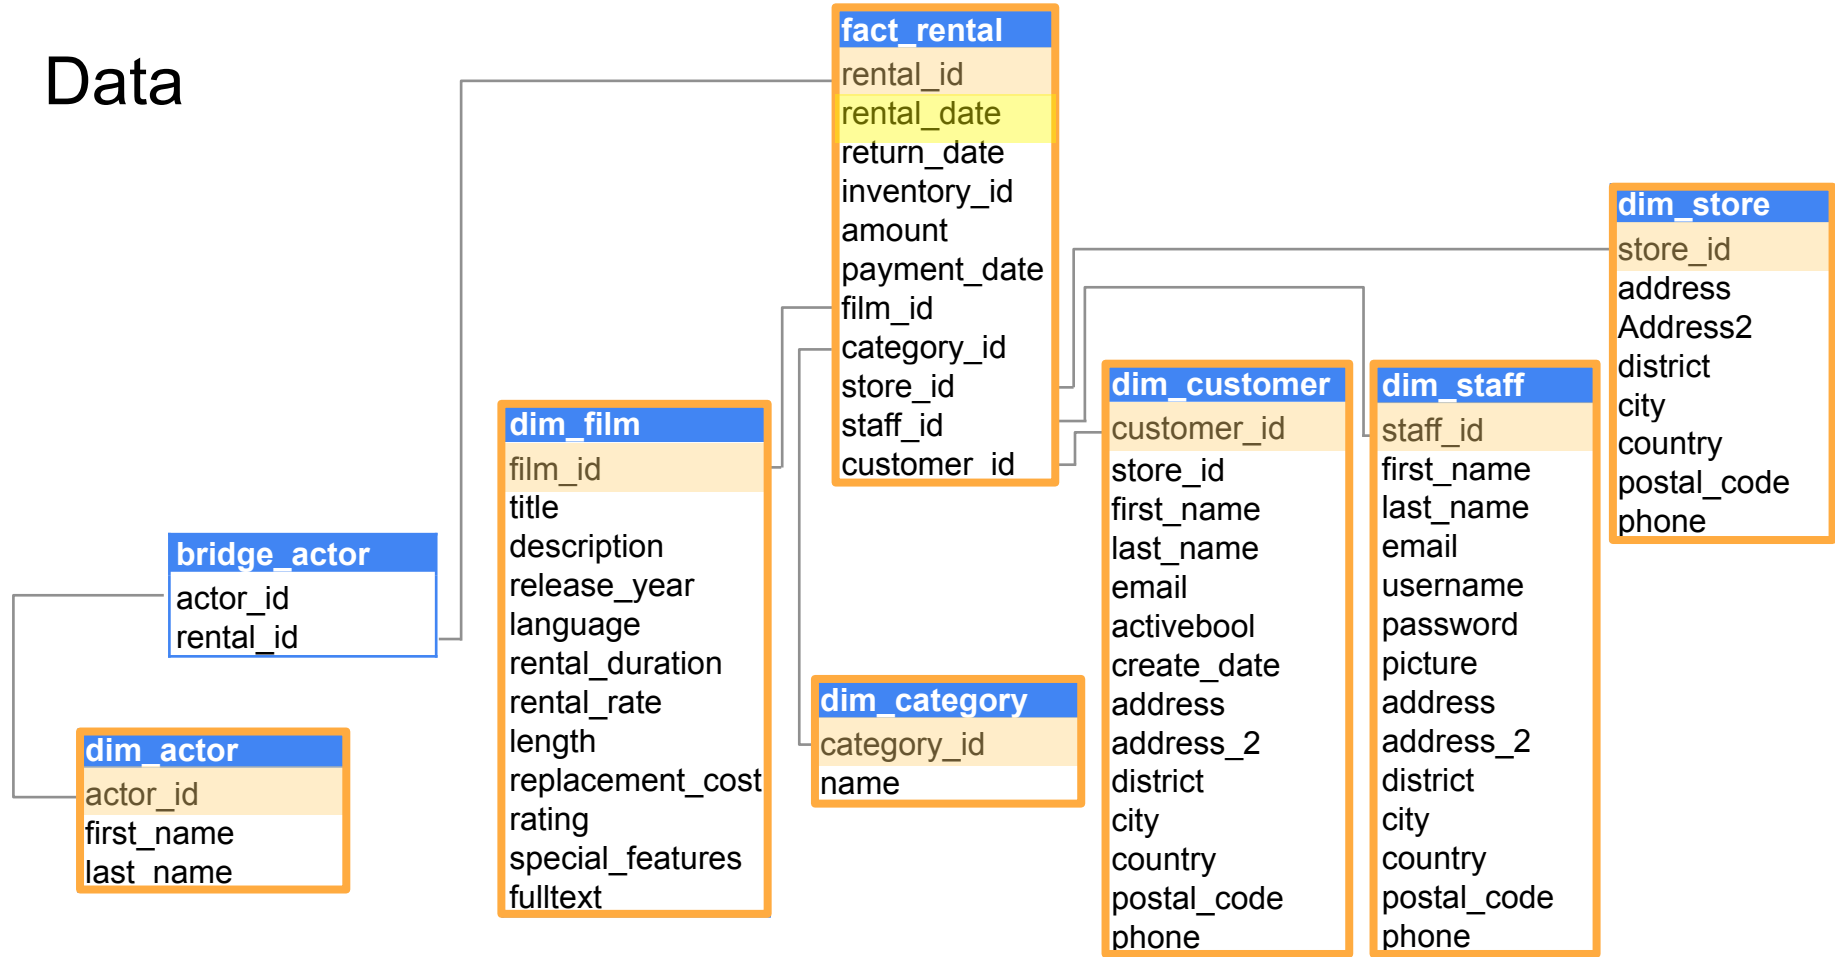 Data
fact_rental
rental_id
rental_date
return_date
inventory_id
amount
payment_date
film_id
category_id
store_id
staff_id
customer_id
dim_store
store_id
address
Address2
district
city
country
postal_code
phone
dim_customer
customer_id
store_id
first_name
last_name
email
activebool
create_date
address
address_2
district
city
country
postal_code
phone
dim_staff
staff_id
first_name
last_name
email
username
password
picture
address
address_2
district
city
country
postal_code
phone
dim_film
film_id
title
description
release_year
language
rental_duration
rental_rate
length
replacement_cost
rating
special_features
fulltext
bridge_actor
actor_id
rental_id
dim_category
category_id
name
dim_actor
actor_id
first_name
last_name